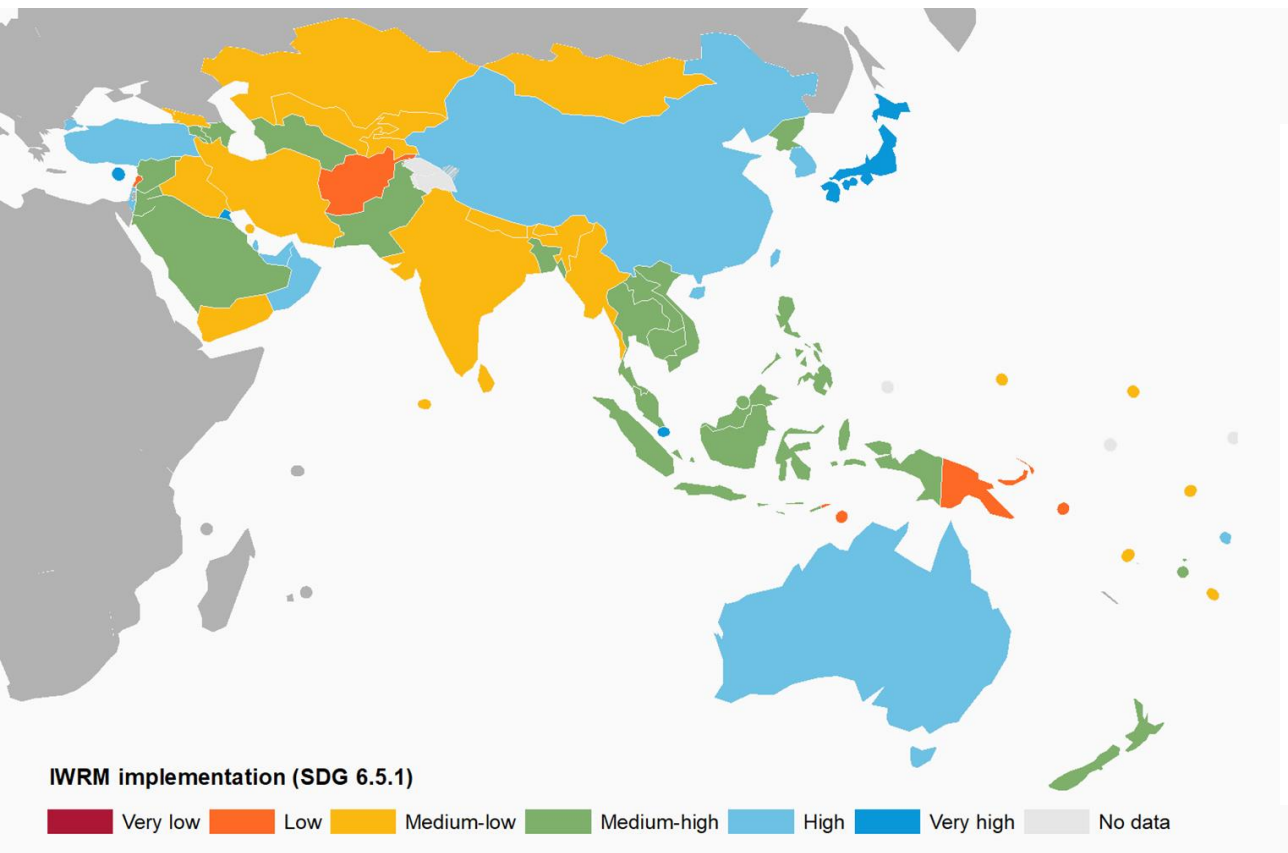 IWRM implementation (SDG 6.5.1)
Very low Low Medium-low Medium-high High Very high No data